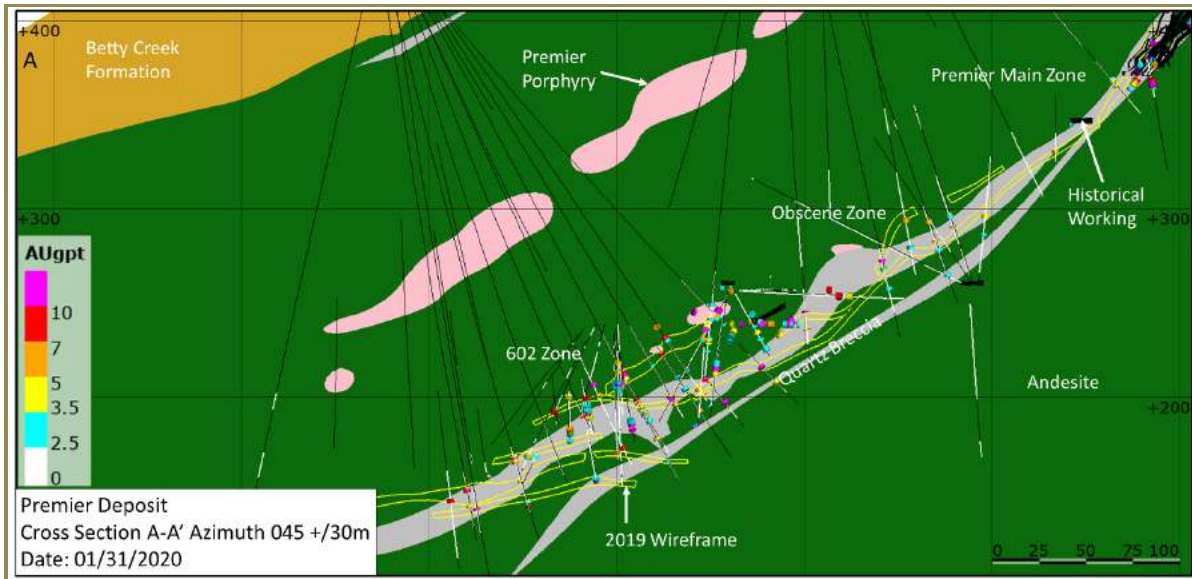 +400
+400
A
Betty Creek
Formation
Premier
Porphyry
Premier Main Zone
+300
+300
Obscene Zone
Historical
Working
AUgpt
10
7
5
3.5
2.5
0
602 Zone
Quartz Breccia
Andesite
+200
2019 Wireframe
Premier Deposit
Cross Section A-A' Azimuth 045 +/30m
Date: 01/31/2020
0 25 50 75 100